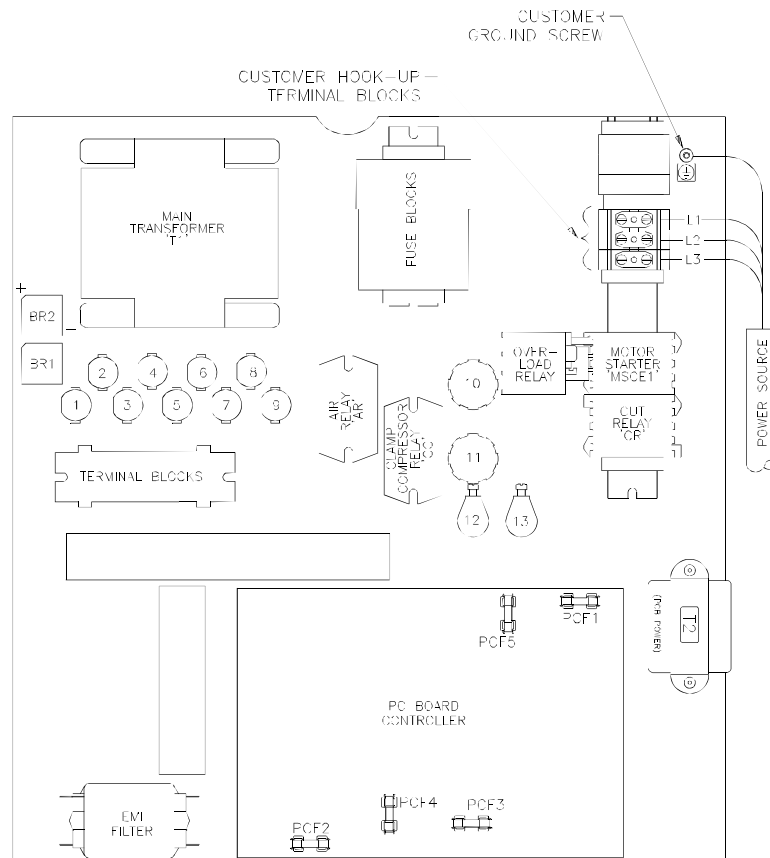 CUSTOMER
GROUND SCREW
CUSTOMER HOOK-UP
TERMINAL BLOCKS
MAIN
TRANSFORMER
'T1'
FUSE BLOCKS
L1
L2
L3
+
BR2
-
BR1
2
4
6
8
1
3
5
7
9
AIR
RELAY
'AR'
CLAMP
COMPRESSOR
RELAY
'CC'
10
11
12
13
OVER-
LOAD
RELAY
MOTOR
STARTER
'MSCE1'
CUT
RELAY
'CR'
POWER SOURCE
TERMINAL BLOCKS
T2
(PCB POWER)
PCF1
PCF5
PC BOARD
CONTROLLER
PCF4
PCF3
PCF2
EMI
FILTER